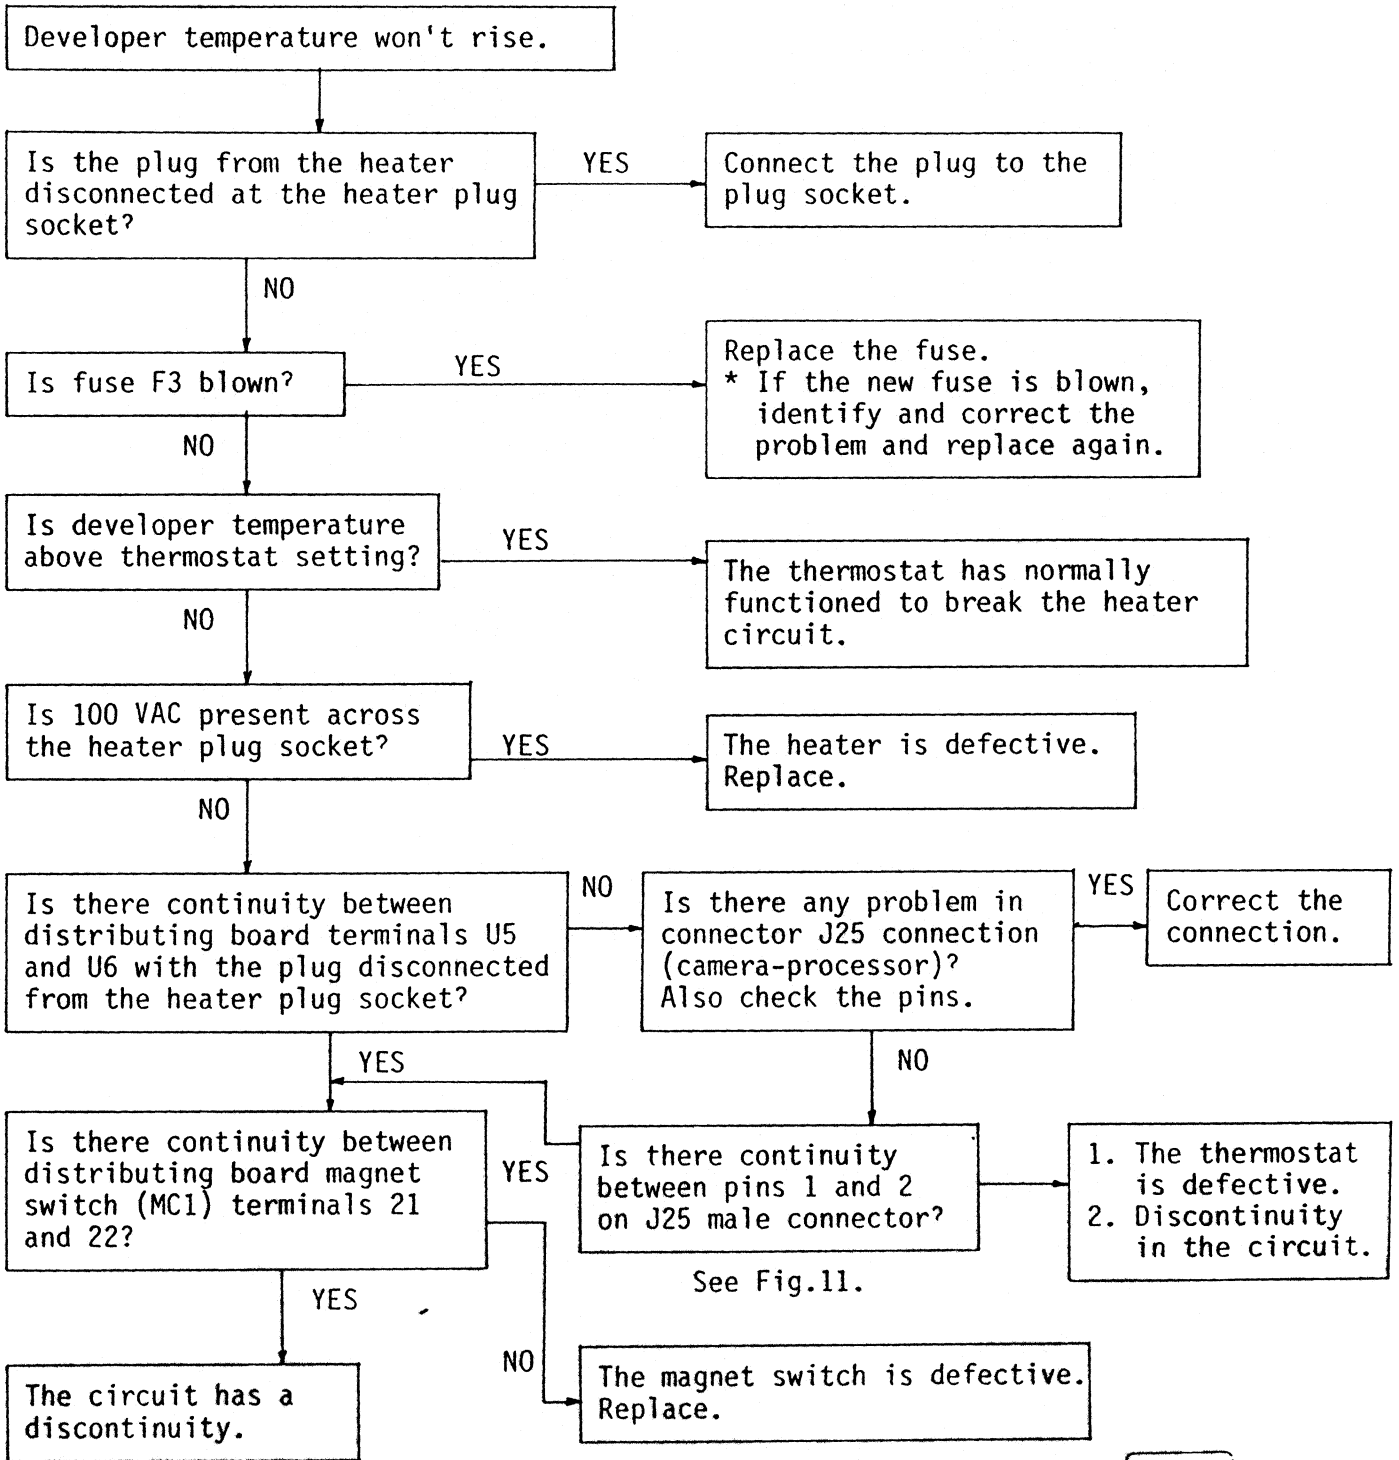 Developer temperature won't rise.
Is the plug from the heater
disconnected at the heater plug
socket?
YES
Connect the plug to the
plug socket.
NO
Is fuse F3 blown?
YES
Replace the fuse.
* If the new fuse is blown,
identify and correct the
problem and replace again.
NO
Is developer temperature
above thermostat setting?
YES
The thermostat has normally
functioned to break the heater
circuit.
NO
Is 100 VAC present across
the heater plug socket?
YES
The heater is defective.
Replace.
NO
Is there continuity between
distributing board terminals U5
and U6 with the plug disconnected
from the heater plug socket?
NO
Is there any problem in
connector J25 connection
(camera-processor)?
Also check the pins.
YES
Correct the
connection.
YES
NO
Is there continuity between
distributing board magnet
switch (MC1) terminals 21
and 22?
YES
Is there continuity
between pins 1 and 2
on J25 male connector?
1. The thermostat
is defective.
2. Discontinuity
in the circuit.
See Fig.11.
YES
NO
The circuit has a
discontinuity.
The magnet switch is defective.
Replace.